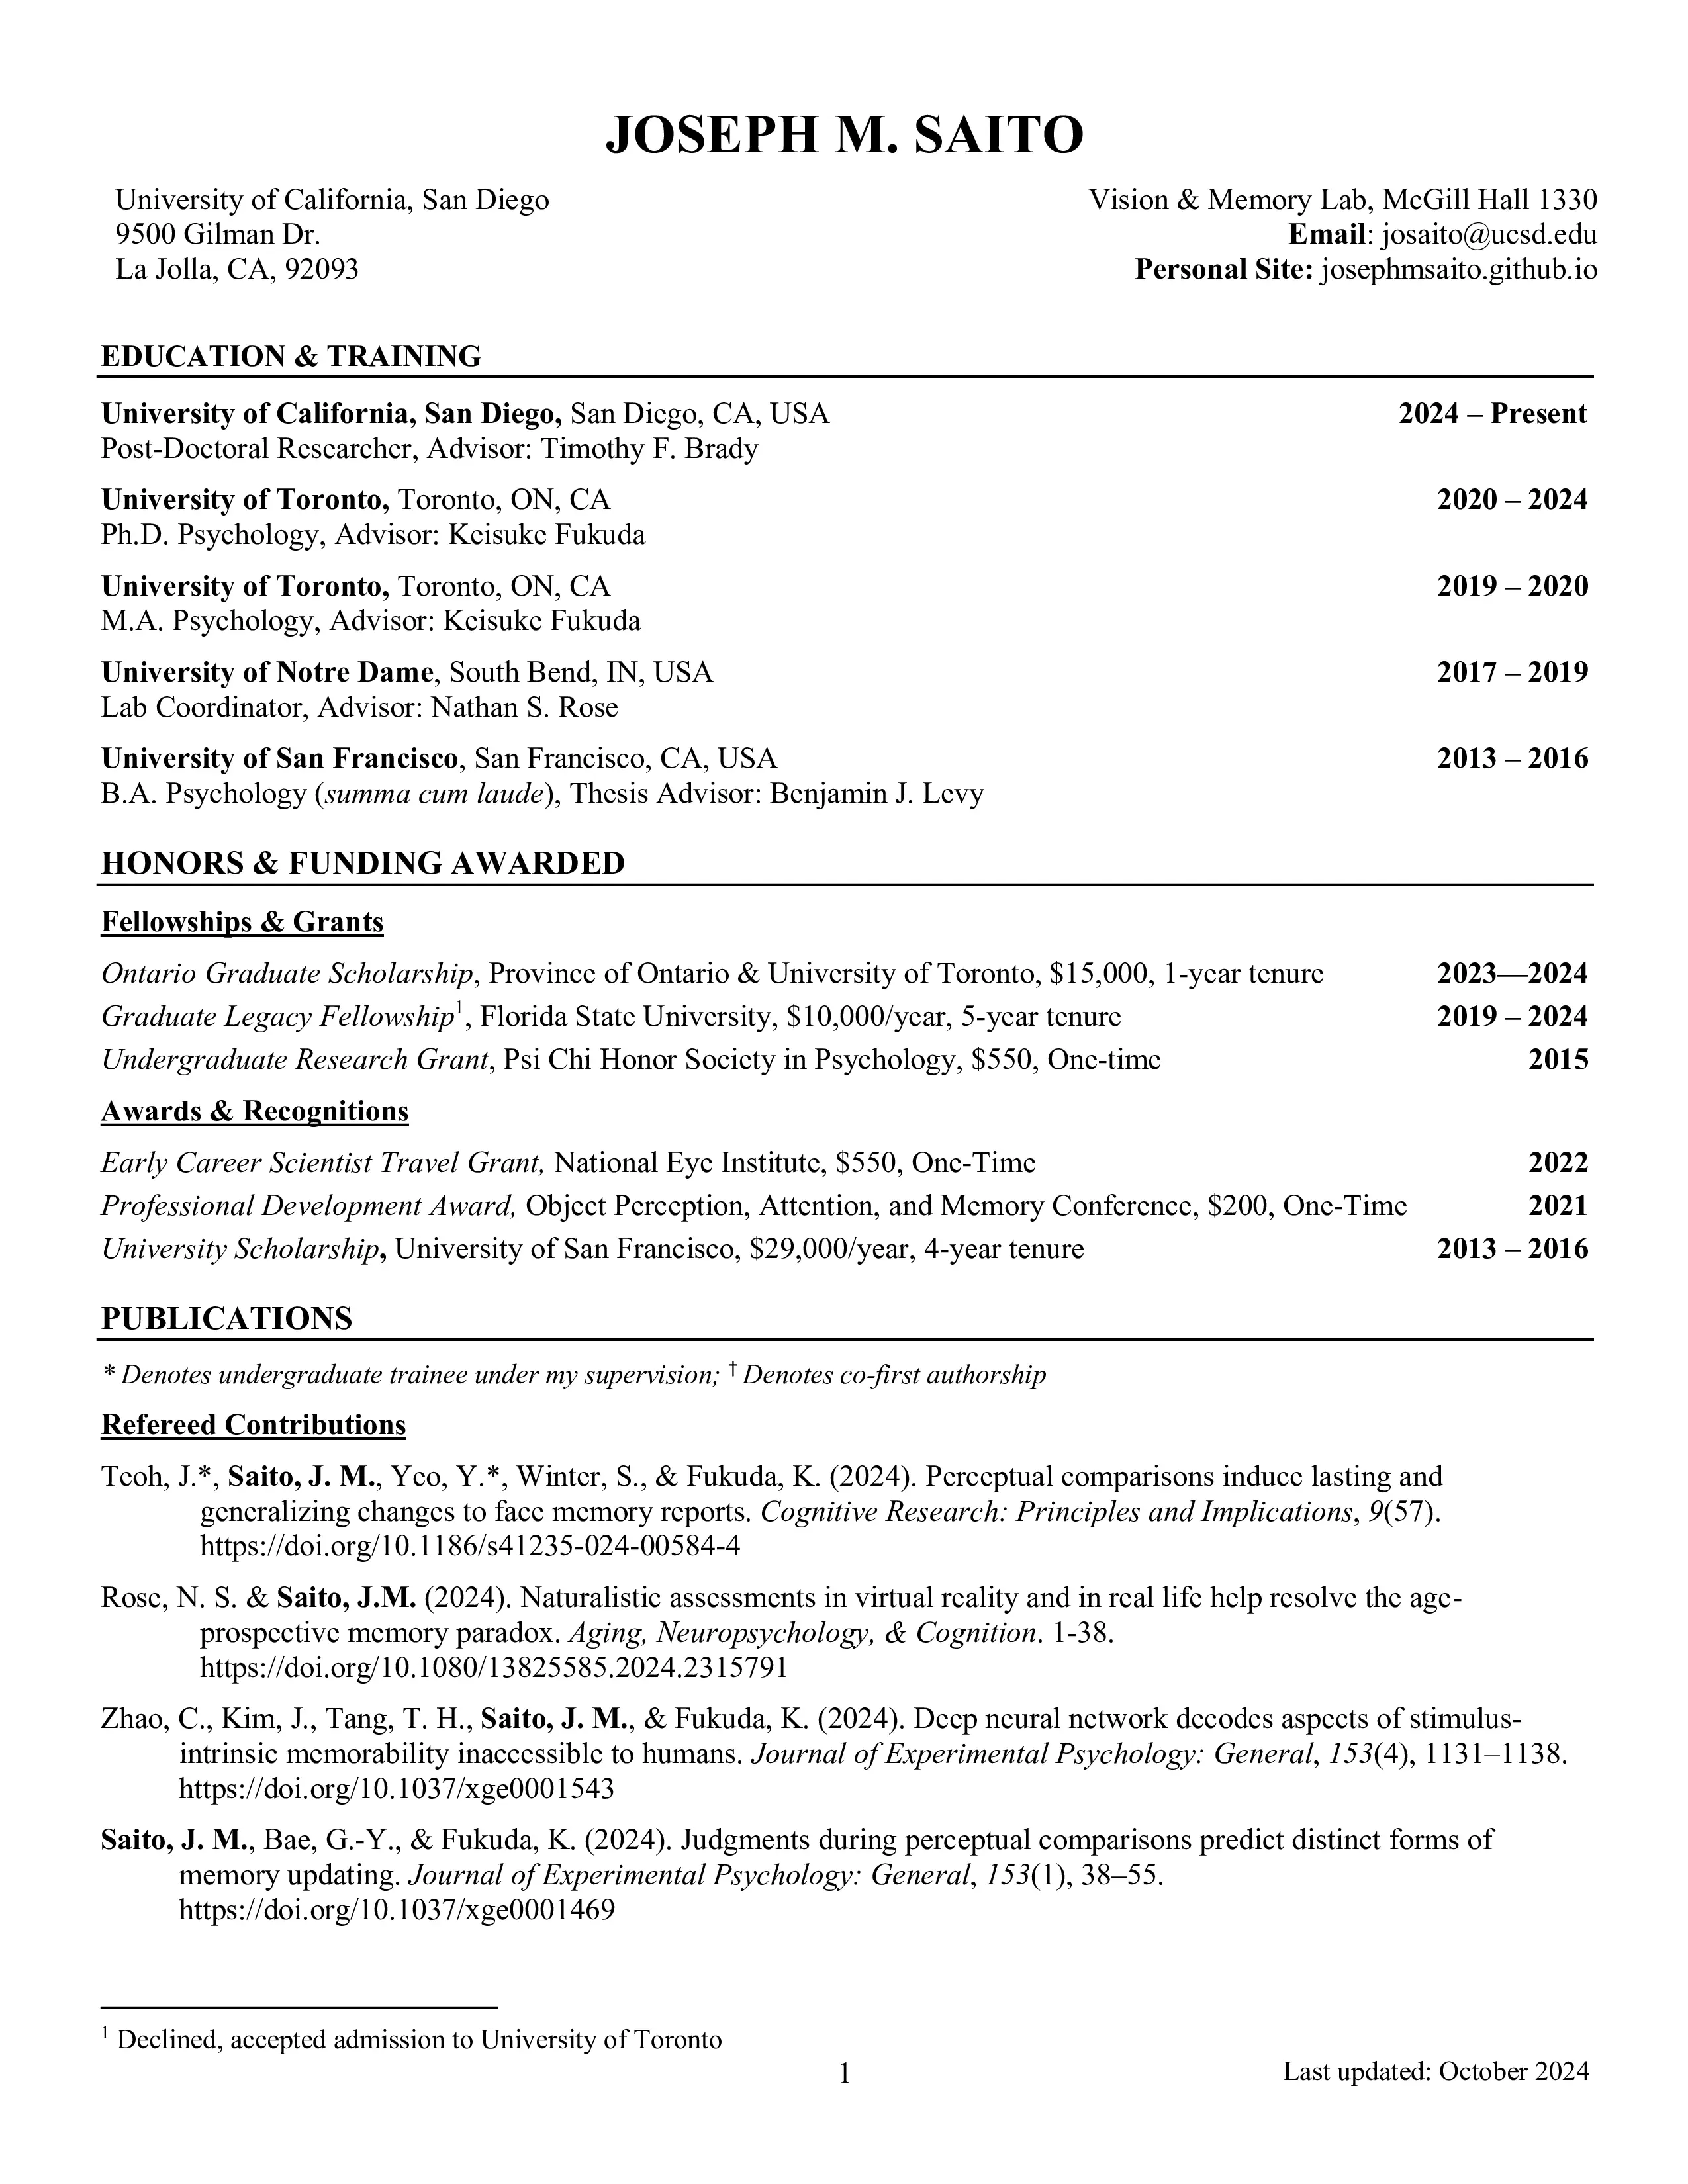 JOSEPH M. SAITO
University of California, San Diego
9500 Gilman Dr.
La Jolla, CA, 92093
Vision & Memory Lab, McGill Hall 1330
Email: josaito@ucsd.edu
Personal Site: josephmsaito.github.io
EDUCATION & TRAINING
University of California, San Diego, San Diego, CA, USA 2024 – Present
Post-Doctoral Researcher, Advisor: Timothy F. Brady
University of Toronto, Toronto, ON, CA 2020 – 2024
Ph.D. Psychology, Advisor: Keisuke Fukuda
University of Toronto, Toronto, ON, CA 2019 – 2020
M.A. Psychology, Advisor: Keisuke Fukuda
University of Notre Dame, South Bend, IN, USA 2017 – 2019
Lab Coordinator, Advisor: Nathan S. Rose
University of San Francisco, San Francisco, CA, USA 2013 – 2016
B.A. Psychology (summa cum laude), Thesis Advisor: Benjamin J. Levy
HONORS & FUNDING AWARDED
Fellowships & Grants
Ontario Graduate Scholarship, Province of Ontario & University of Toronto, $15,000, 1-year tenure 2023—2024
Graduate Legacy Fellowship¹, Florida State University, $10,000/year, 5-year tenure 2019 – 2024
Undergraduate Research Grant, Psi Chi Honor Society in Psychology, $550, One-time 2015
Awards & Recognitions
Early Career Scientist Travel Grant, National Eye Institute, $550, One-Time 2022
Professional Development Award, Object Perception, Attention, and Memory Conference, $200, One-Time 2021
University Scholarship, University of San Francisco, $29,000/year, 4-year tenure 2013 – 2016
PUBLICATIONS
* Denotes undergraduate trainee under my supervision; † Denotes co-first authorship
Refereed Contributions
Teoh, J.*, Saito, J. M., Yeo, Y.*, Winter, S., & Fukuda, K. (2024). Perceptual comparisons induce lasting and
generalizing changes to face memory reports. Cognitive Research: Principles and Implications, 9(57).
https://doi.org/10.1186/s41235-024-00584-4
Rose, N. S. & Saito, J.M. (2024). Naturalistic assessments in virtual reality and in real life help resolve the age-
prospective memory paradox. Aging, Neuropsychology, & Cognition. 1-38.
https://doi.org/10.1080/13825585.2024.2315791
Zhao, C., Kim, J., Tang, T. H., Saito, J. M., & Fukuda, K. (2024). Deep neural network decodes aspects of stimulus-
intrinsic memorability inaccessible to humans. Journal of Experimental Psychology: General, 153(4), 1131–1138.
https://doi.org/10.1037/xge0001543
Saito, J. M., Bae, G.-Y., & Fukuda, K. (2024). Judgments during perceptual comparisons predict distinct forms of
memory updating. Journal of Experimental Psychology: General, 153(1), 38–55.
https://doi.org/10.1037/xge0001469
¹ Declined, accepted admission to University of Toronto
1
Last updated: October 2024